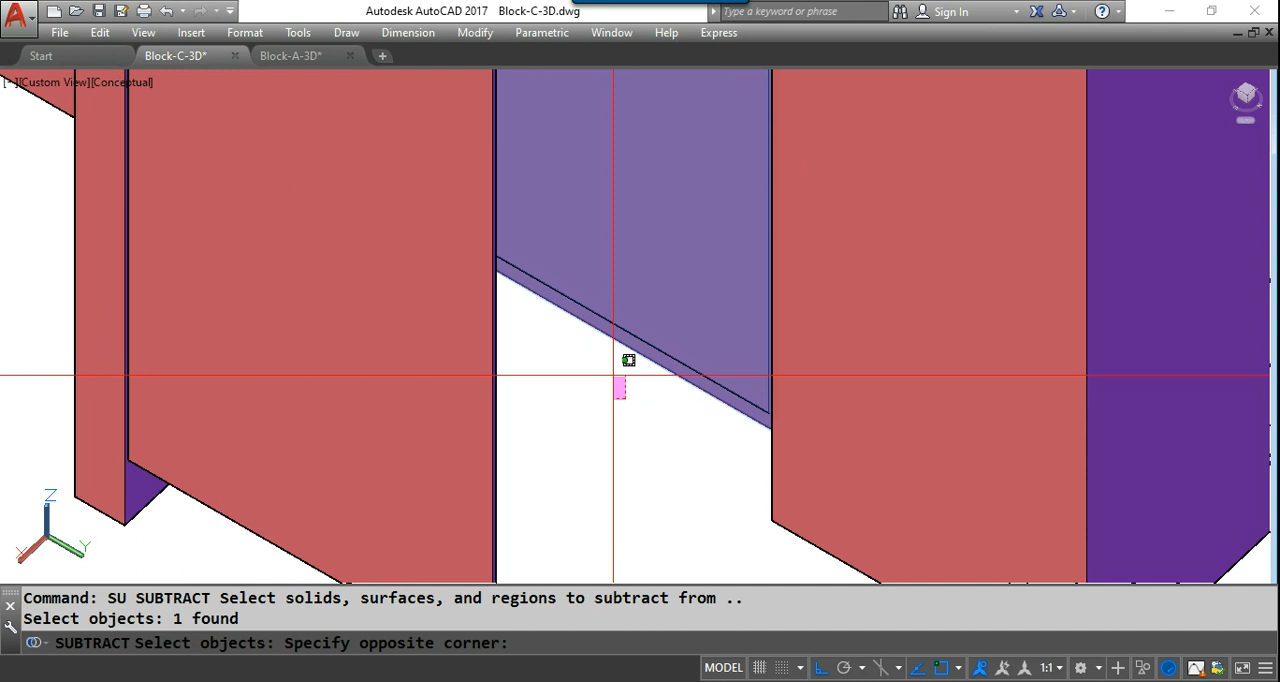 Autodesk AutoCAD 2017 Block-C-3D.dwg
Type a keyword or phrase
Sign In
File Edit View Insert Format Tools Draw Dimension Modify Parametric Window Help Express
Start Block-C-3D* Block-A-3D*
[-][Custom View][Conceptual]
Z
X Y
Command: SU SUBTRACT Select solids, surfaces, and regions to subtract from ..
Select objects: 1 found
SUBTRACT Select objects: Specify opposite corner:
MODEL 1:1